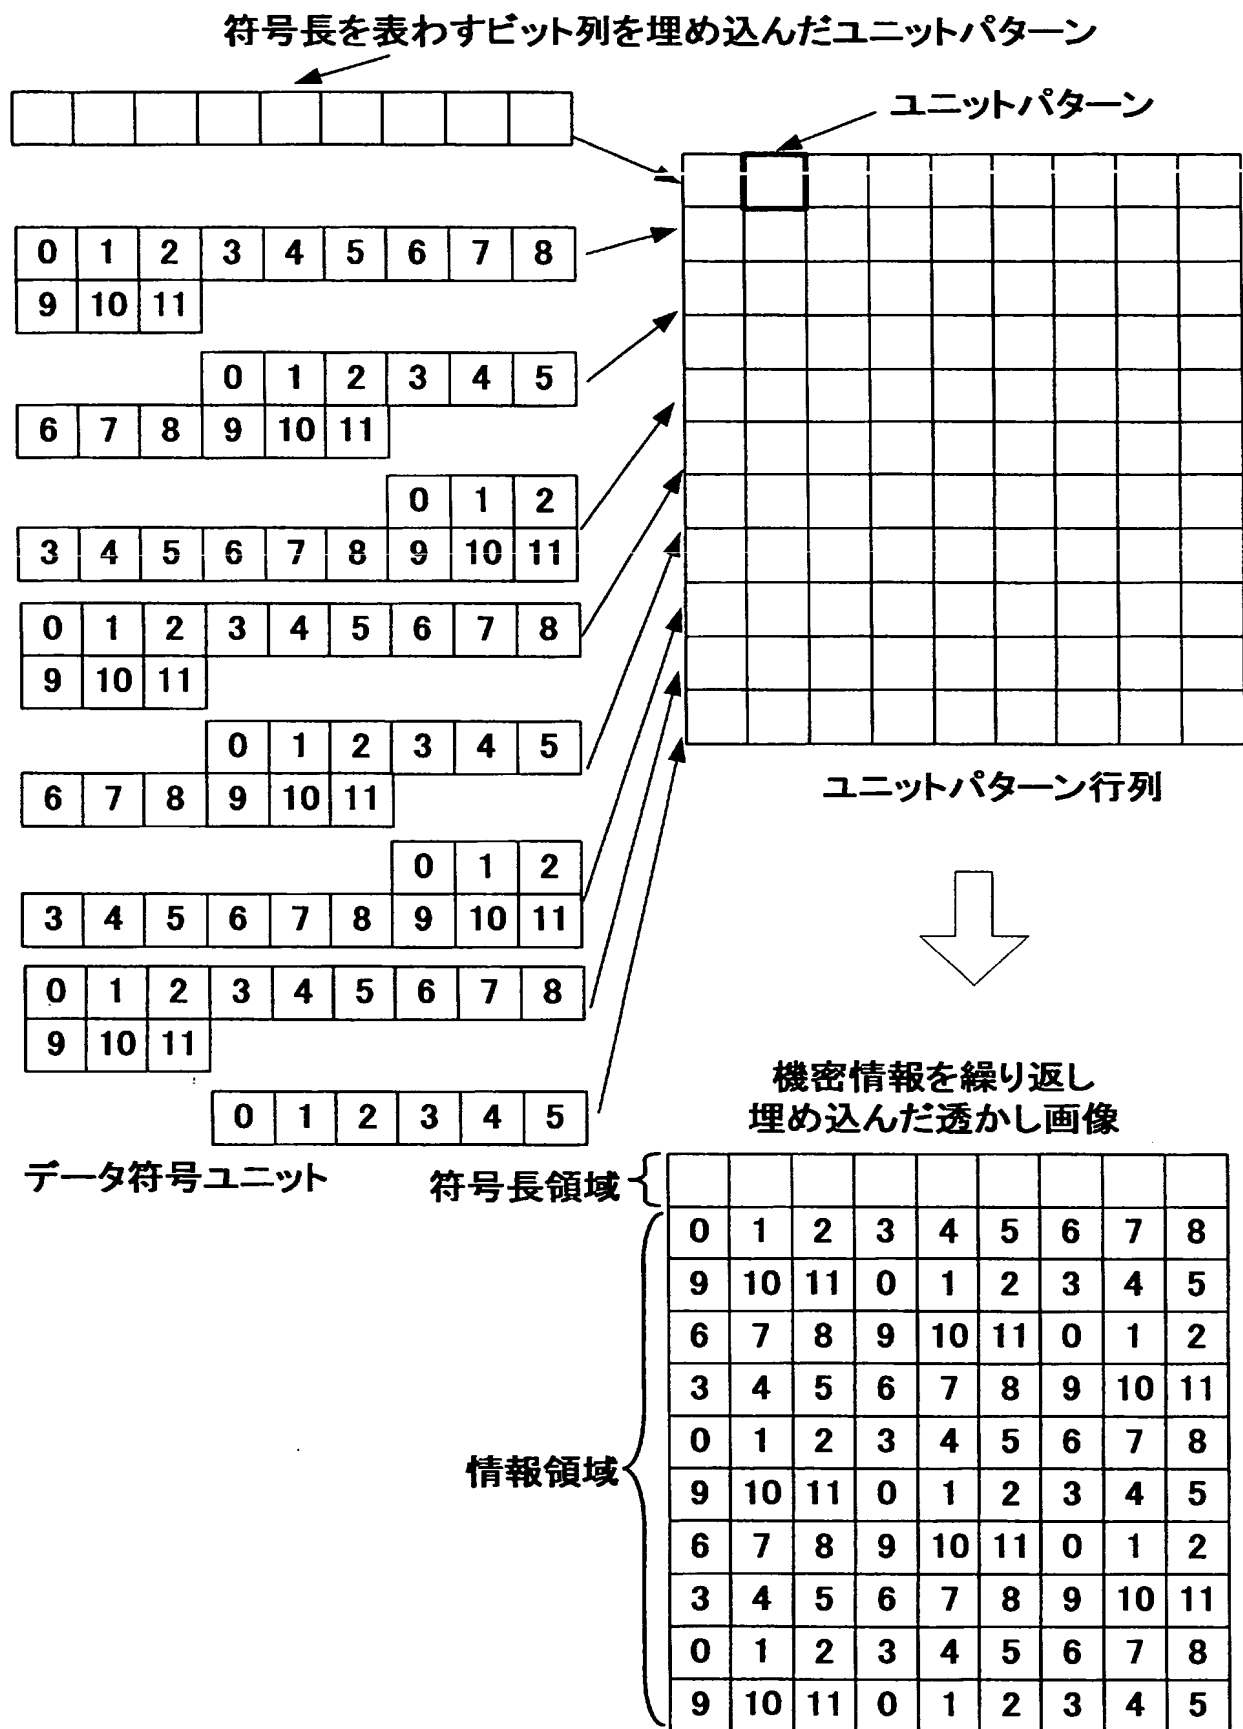 符号長を表わすビット列を埋め込んだユニットパターン
ユニットパターン
0 1 2 3 4 5 6 7 8
9 10 11
0 1 2 3 4 5
6 7 8 9 10 11
0 1 2
3 4 5 6 7 8 9 10 11
0 1 2 3 4 5 6 7 8
9 10 11
0 1 2 3 4 5
6 7 8 9 10 11
0 1 2
3 4 5 6 7 8 9 10 11
0 1 2 3 4 5 6 7 8
9 10 11
0 1 2 3 4 5
データ符号ユニット
ユニットパターン行列
機密情報を繰り返し
埋め込んだ透かし画像
符号長領域
情報領域
0 1 2 3 4 5 6 7 8
9 10 11 0 1 2 3 4 5
6 7 8 9 10 11 0 1 2
3 4 5 6 7 8 9 10 11
0 1 2 3 4 5 6 7 8
9 10 11 0 1 2 3 4 5
6 7 8 9 10 11 0 1 2
3 4 5 6 7 8 9 10 11
0 1 2 3 4 5 6 7 8
9 10 11 0 1 2 3 4 5